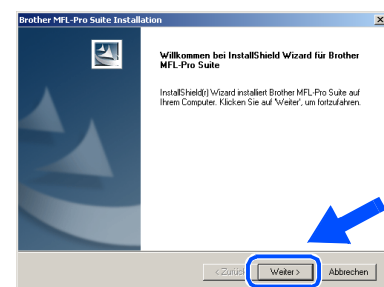 Brother MFL-Pro Suite Installation
Willkommen bei InstallShield Wizard für Brother
MFL-Pro Suite
InstallShield(r) Wizard installiert Brother MFL-Pro Suite auf
Ihrem Computer. Klicken Sie auf 'Weiter', um fortzufahren.
< Zurück Weiter > Abbrechen